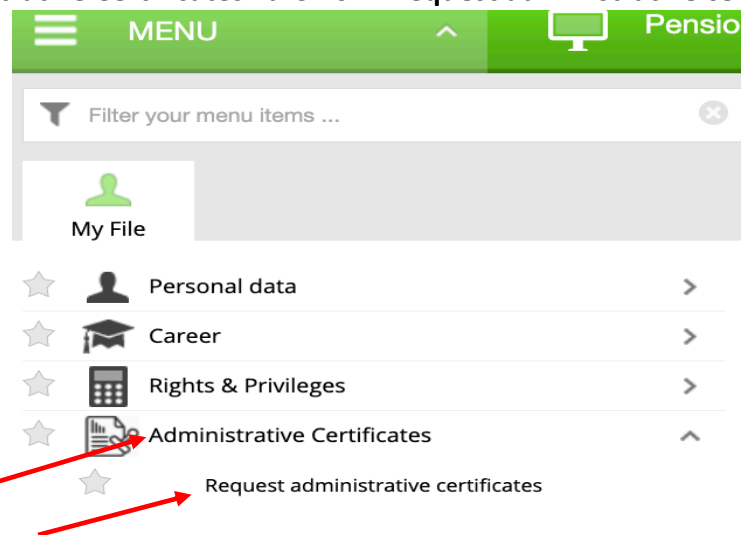 MENU
Pensio
Filter your menu items ...
My File
Personal data
Career
Rights & Privileges
Administrative Certificates
Request administrative certificates